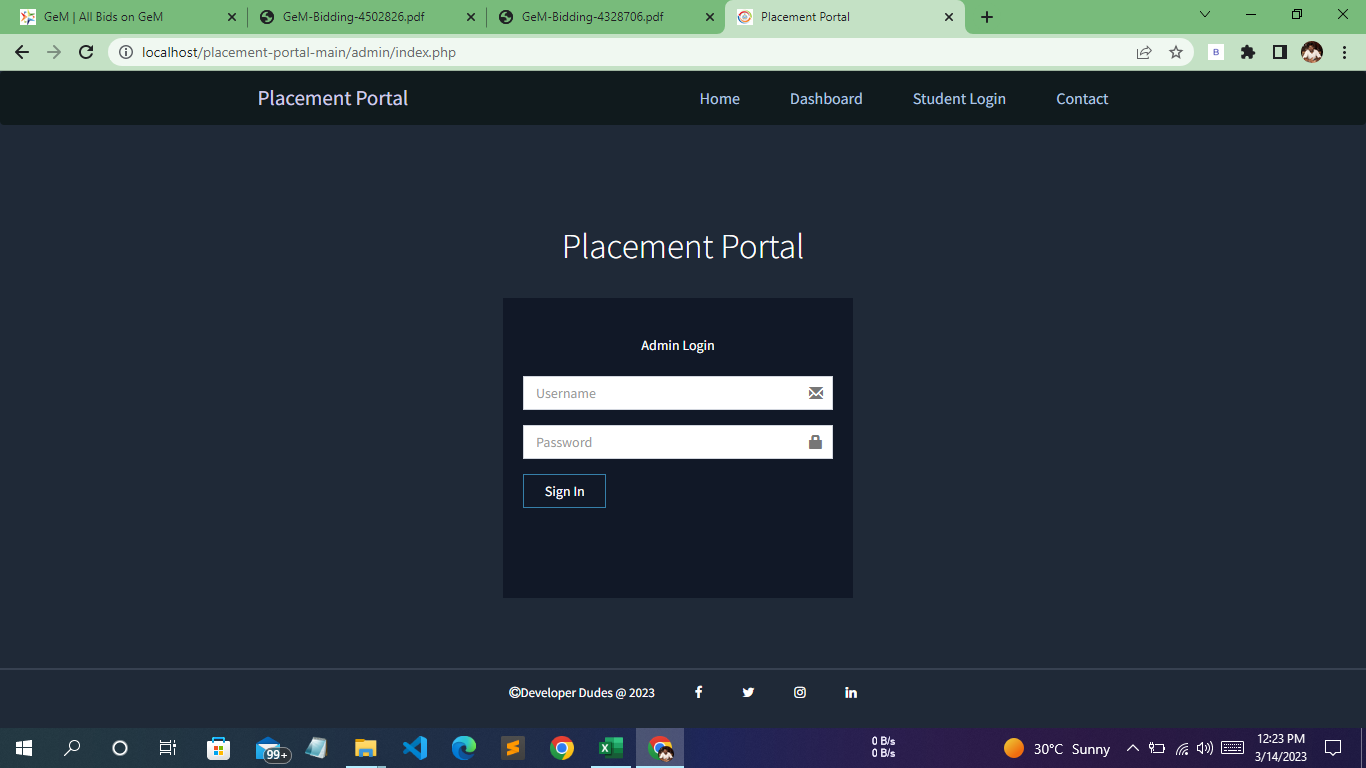 GeM | All Bids on GeM
GeM-Bidding-4502826.pdf
GeM-Bidding-4328706.pdf
Placement Portal
localhost/placement-portal-main/admin/index.php
B
Placement Portal
Home
Dashboard
Student Login
Contact
Placement Portal
Admin Login
Username
Password
Sign In
©Developer Dudes @ 2023
99+
0 B/s
0 B/s
30°C Sunny
12:23 PM
3/14/2023